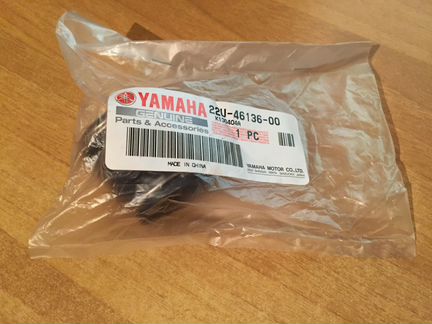 YAMAHA
GENUINE
Parts & Accessories
22U-46136-00
1 PC
MADE IN CHINA
YAMAHA MOTOR CO.,LTD.